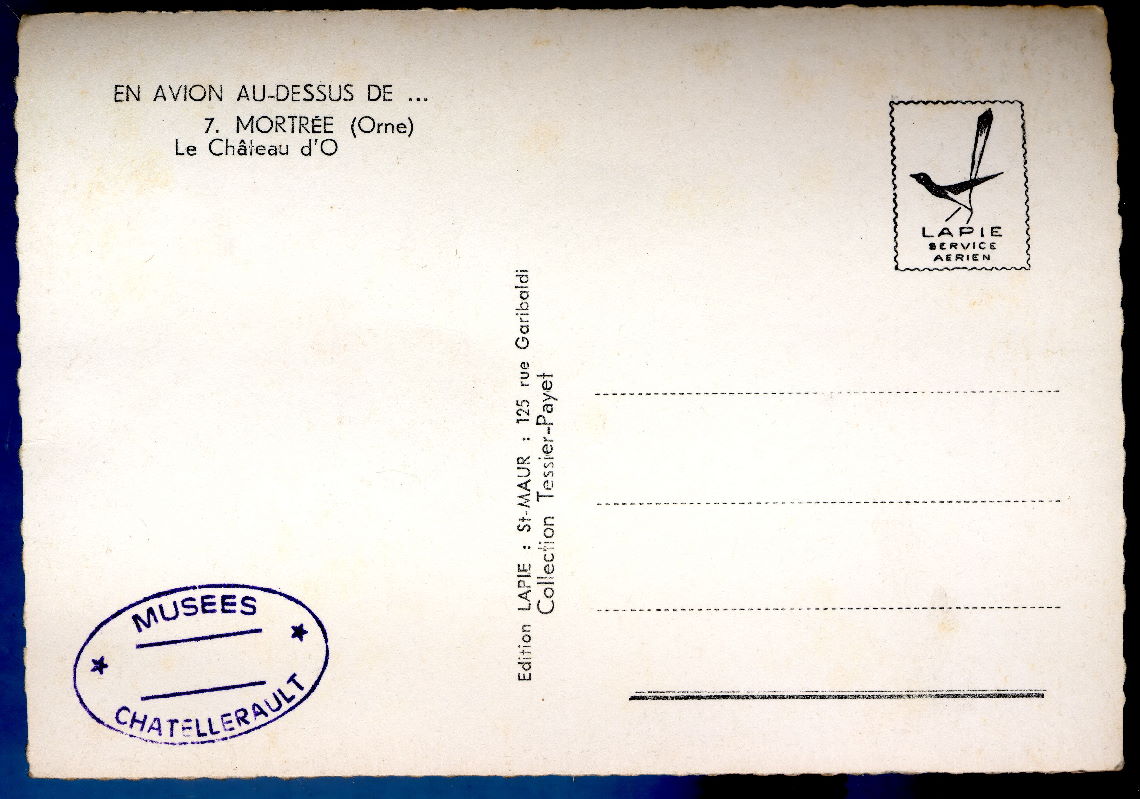 EN AVION AU-DESSUS DE ...
7. MORTRÉE (Orne)
Le Château d'O
LAPIE
SERVICE
AERIEN
Edition LAPIE : St-MAUR : 125 rue Garibaldi
Collection Tessier-Payet
MUSEES
CHATELLERAULT